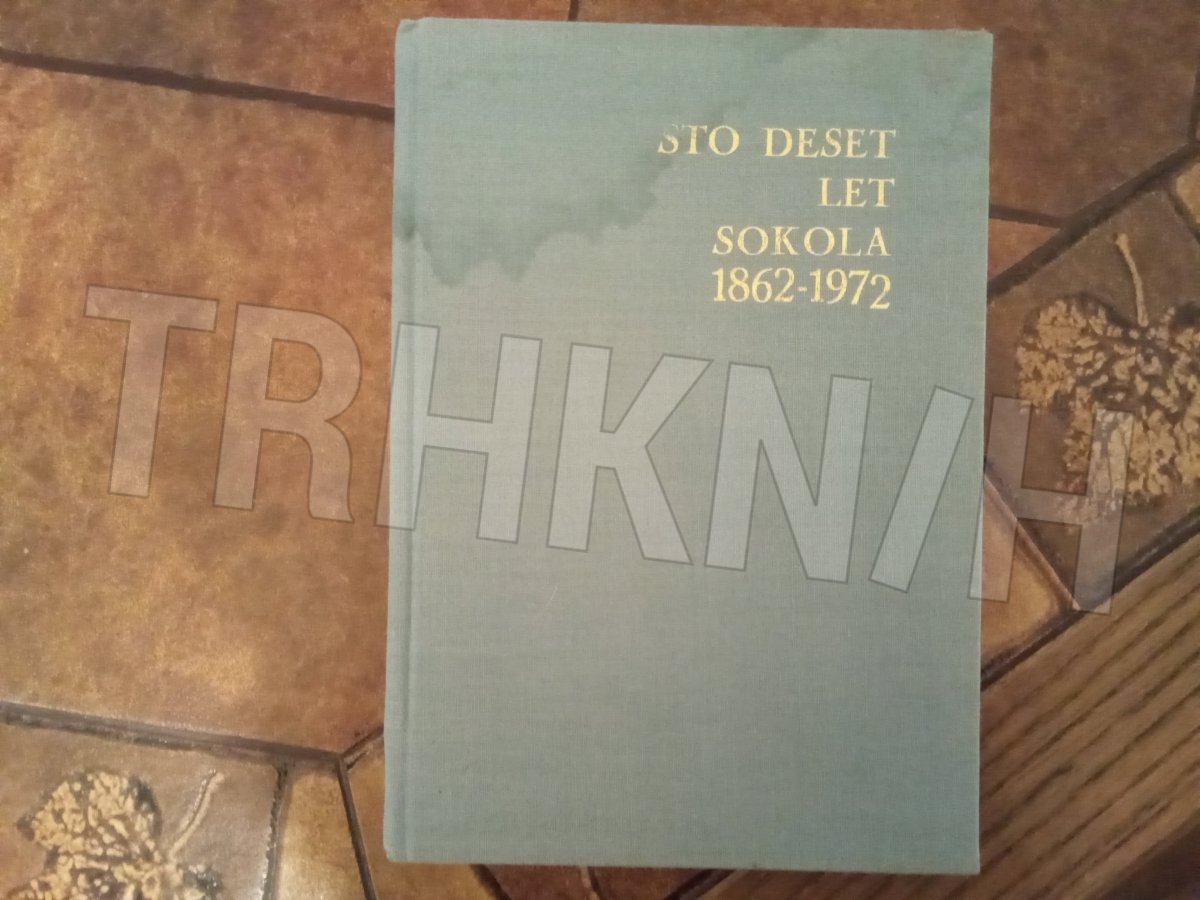 STO DESET
LET
SOKOLA
1862-1972
TRHKNIH